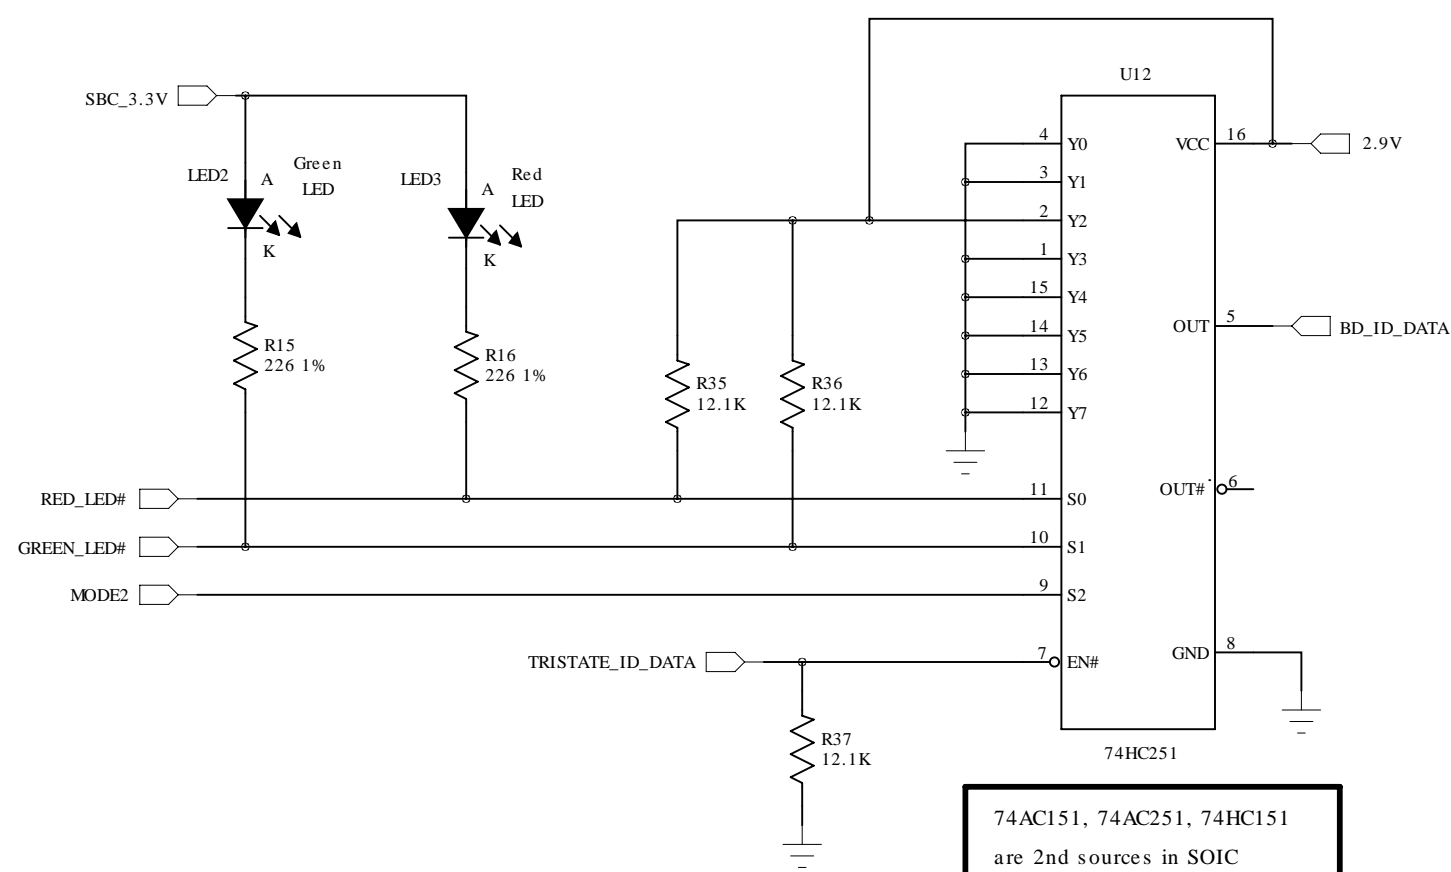 U12
SBC_3.3V
LED2
A
Green
LED
K
LED3
A
Red
LED
K
R15
226 1%
R16
226 1%
R35
12.1K
R36
12.1K
4 Y0
3 Y1
2 Y2
1 Y3
15 Y4
14 Y5
13 Y6
12 Y7
11 S0
10 S1
9 S2
7 EN#
VCC 16
2.9V
OUT 5
BD_ID_DATA
OUT# 6
GND 8
RED_LED#
GREEN_LED#
MODE2
TRISTATE_ID_DATA
R37
12.1K
74HC251
74AC151, 74AC251, 74HC151
are 2nd sources in SOIC